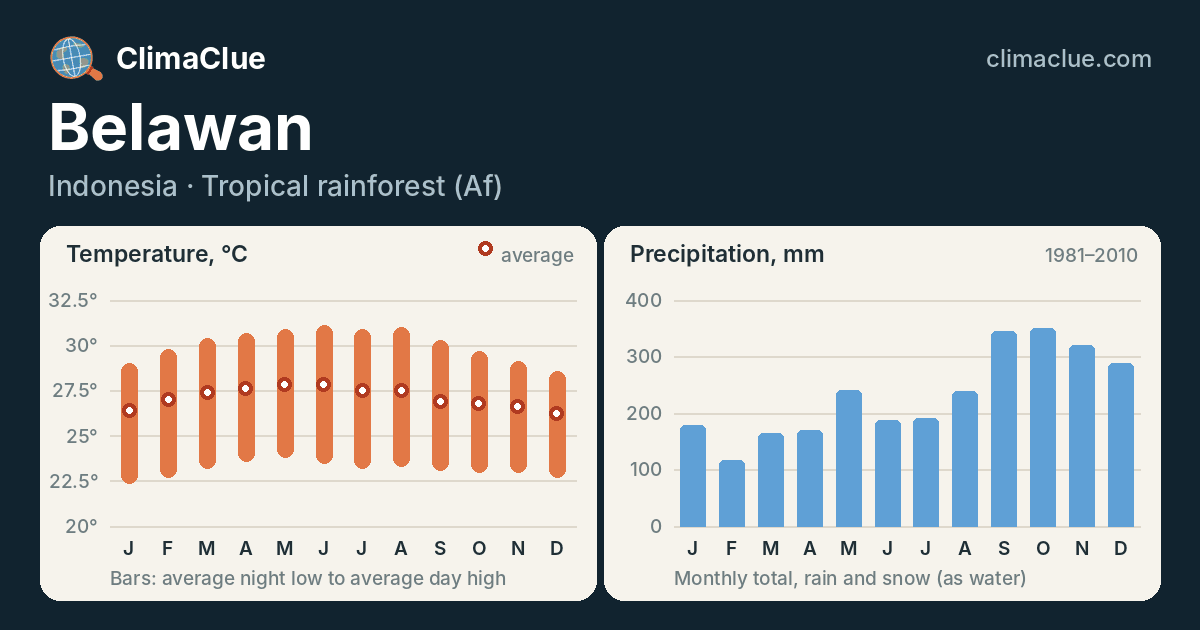 ClimaClue
climaclue.com
Belawan
Indonesia · Tropical rainforest (Af)
Temperature, °C
average
32.5°
30°
27.5°
25°
22.5°
20°
J F M A M J J A S O N D
Bars: average night low to average day high
Precipitation, mm
1981–2010
400
300
200
100
0
J F M A M J J A S O N D
Monthly total, rain and snow (as water)